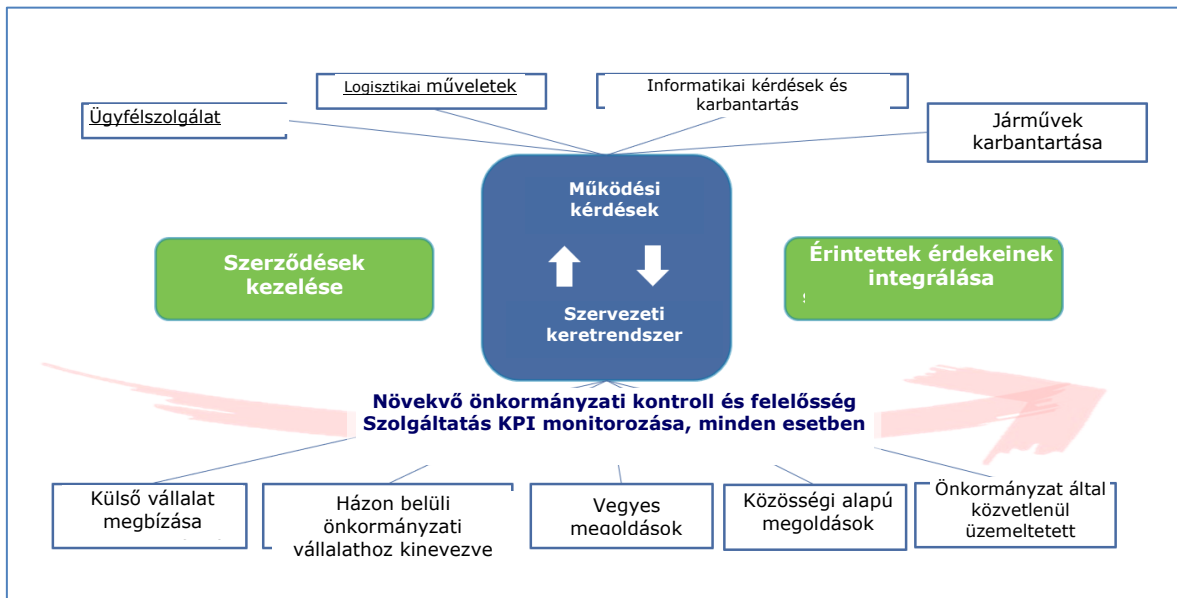 Ügyfélszolgálat
Logisztikai műveletek
Informatikai kérdések és
karbantartás
Járművek
karbantartása
Működési
kérdések
Szerződések
kezelése
Érintettek érdekeinek
integrálása
Szervezeti
keretrendszer
Növekvő önkormányzati kontroll és felelősség
Szolgáltatás KPI monitorozása, minden esetben
Külső vállalat
megbízása
Házon belüli
önkormányzati
vállalathoz kinevezve
Vegyes
megoldások
Közösségi alapú
megoldások
Önkormányzat által
közvetlenül
üzemeltetett